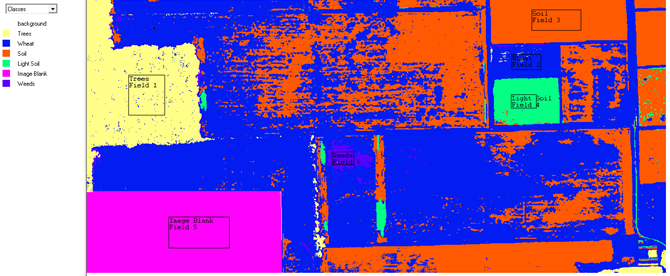 Classes
background
Trees
Wheat
Soil
Light Soil
Image Blank
Weeds
Trees
Field 1
Soil
Field 3
Light Soil
Field 4
Image Blank
Field 5